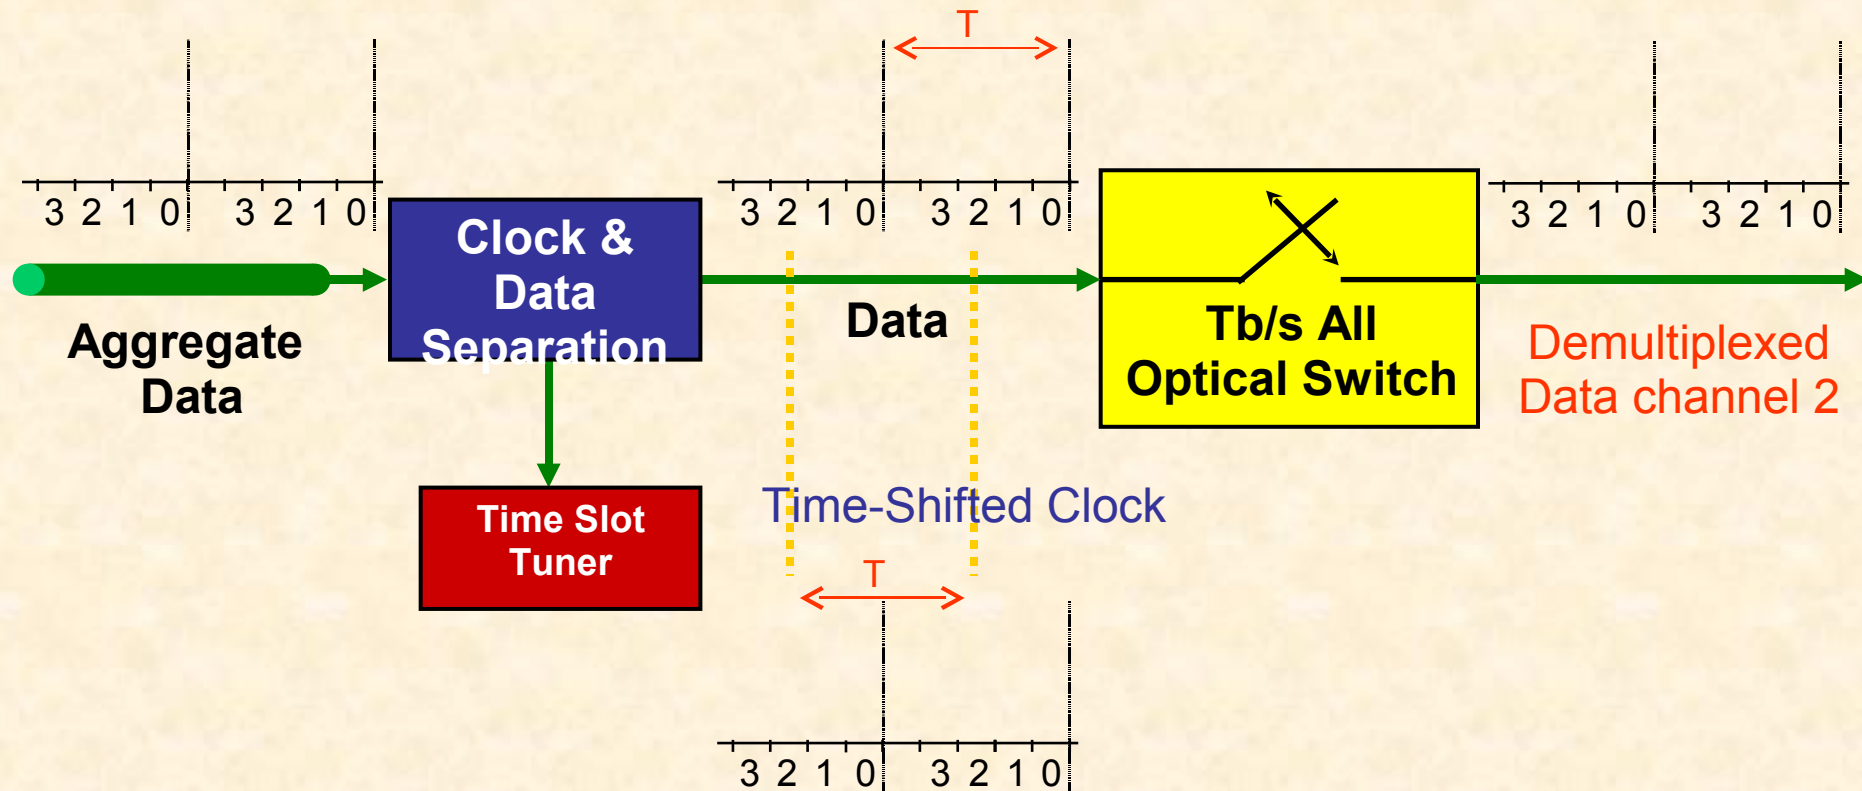 T
3 2 1 0 3 2 1 0
3 2 1 0 3 2 1 0
3 2 1 0 3 2 1 0
Clock &
Data
Separation
Aggregate
Data
Data
Tb/s All
Optical Switch
Demultiplexed
Data channel 2
Time Slot
Tuner
Time-Shifted Clock
T
3 2 1 0 3 2 1 0